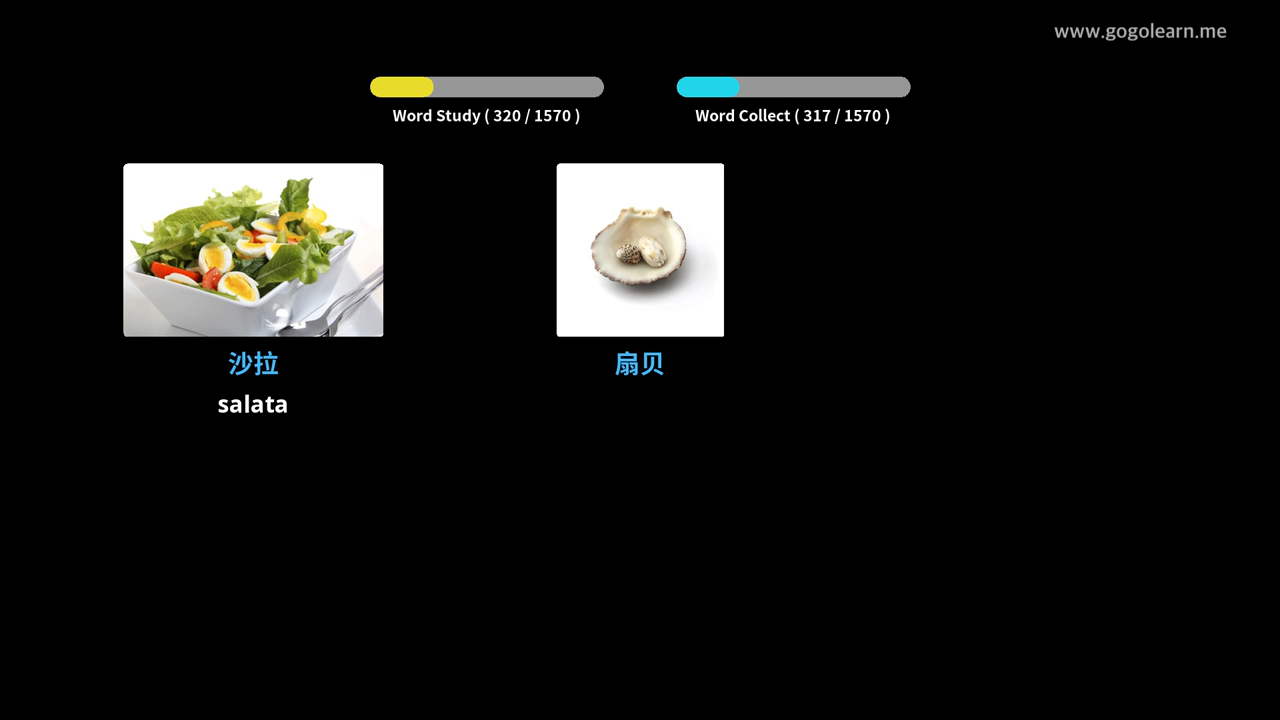 www.gogolearn.me
Word Study ( 320 / 1570 )
Word Collect ( 317 / 1570 )
沙拉
扇贝
salata